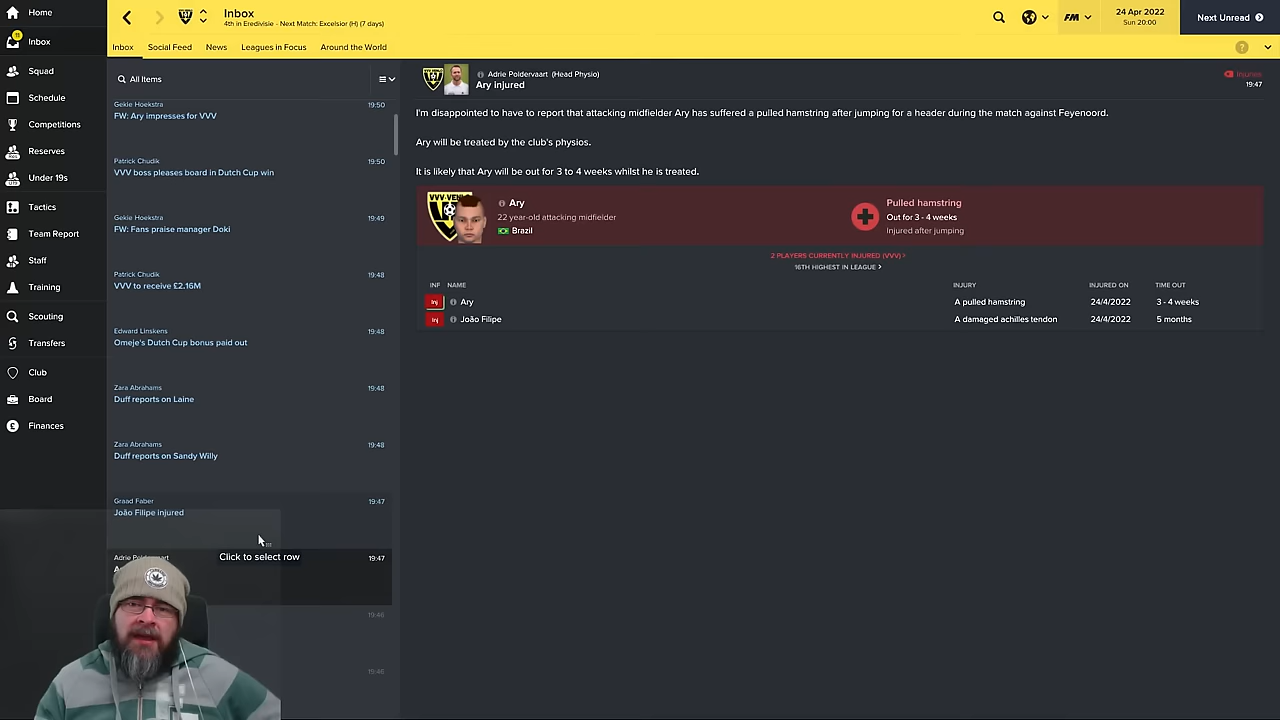 Home
Inbox
4th in Eredivisie - Next Match: Excelsior (H) (7 days)
FM
24 Apr 2022
Sun 20:00
Next Unread
11
Inbox
Inbox
Social Feed
News
Leagues in Focus
Around the World
Squad
Schedule
Competitions
Reserves
Under 19s
Tactics
Team Report
Staff
Training
Scouting
Transfers
Club
Board
Finances
All Items
Gekie Hoekstra
19:50
FW: Ary impresses for VVV
Patrick Chudik
19:50
VVV boss pleases board in Dutch Cup win
Gekie Hoekstra
19:49
FW: Fans praise manager Doki
Patrick Chudik
19:48
VVV to receive £2.16M
Edward Linskens
19:48
Omeje's Dutch Cup bonus paid out
Zara Abrahams
19:48
Duff reports on Laine
Zara Abrahams
19:48
Duff reports on Sandy Willy
Graad Faber
19:47
João Filipe injured
Click to select row
19:47
19:46
19:46
Adrie Poldervaart (Head Physio)
Ary injured
Injuries
19:47
I'm disappointed to have to report that attacking midfielder Ary has suffered a pulled hamstring after jumping for a header during the match against Feyenoord.
Ary will be treated by the club's physios.
It is likely that Ary will be out for 3 to 4 weeks whilst he is treated.
Ary
22 year-old attacking midfielder
Brazil
Pulled hamstring
Out for 3 - 4 weeks
Injured after jumping
2 PLAYERS CURRENTLY INJURED (VVV) >
16TH HIGHEST IN LEAGUE >
INF NAME INJURY INJURED ON TIME OUT
Inj Ary A pulled hamstring 24/4/2022 3 - 4 weeks
Inj João Filipe A damaged achilles tendon 24/4/2022 5 months